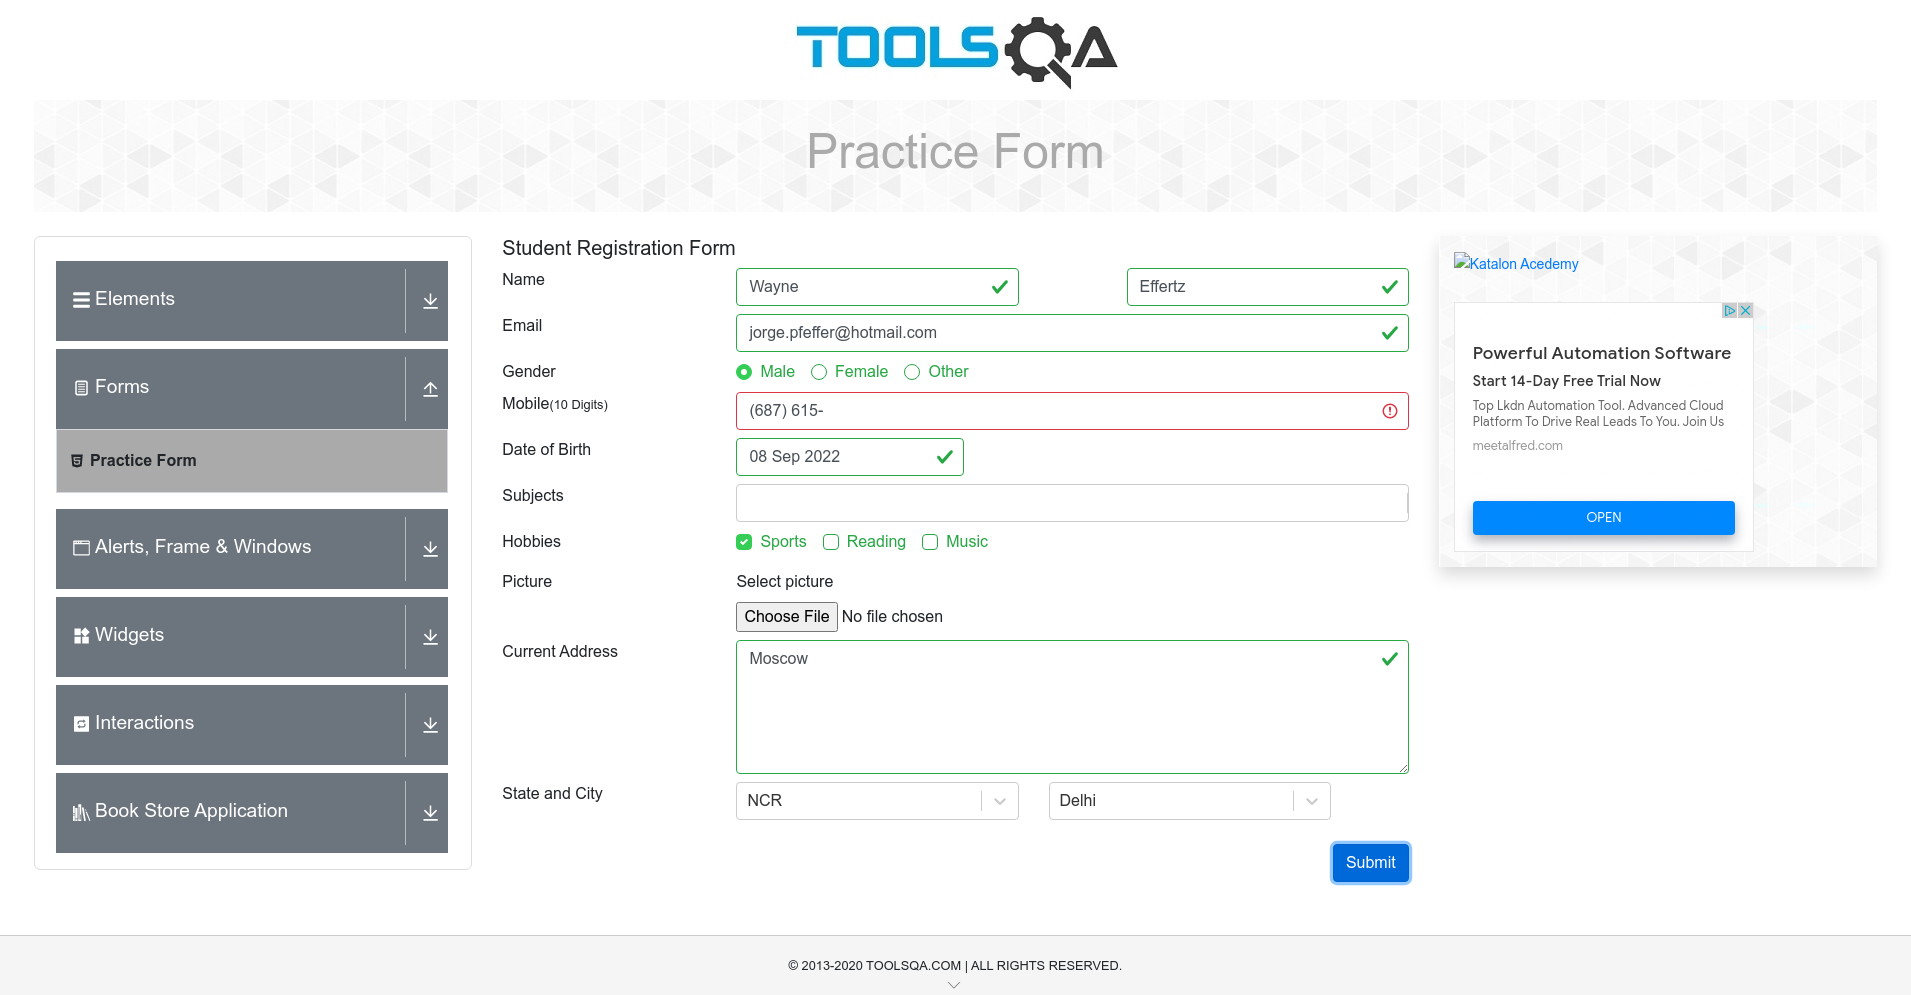 TOOLSQA
Practice Form
Elements
Forms
Practice Form
Alerts, Frame & Windows
Widgets
Interactions
Book Store Application
Student Registration Form
Name
Wayne
Effertz
Email
jorge.pfeffer@hotmail.com
Gender
Male
Female
Other
Mobile(10 Digits)
(687) 615-
Date of Birth
08 Sep 2022
Subjects
Hobbies
Sports
Reading
Music
Picture
Select picture
Choose File No file chosen
Current Address
Moscow
State and City
NCR
Delhi
Submit
Katalon Acedemy
Powerful Automation Software
Start 14-Day Free Trial Now
Top Lkdn Automation Tool. Advanced Cloud
Platform To Drive Real Leads To You. Join Us
meetalfred.com
OPEN
© 2013-2020 TOOLSQA.COM | ALL RIGHTS RESERVED.